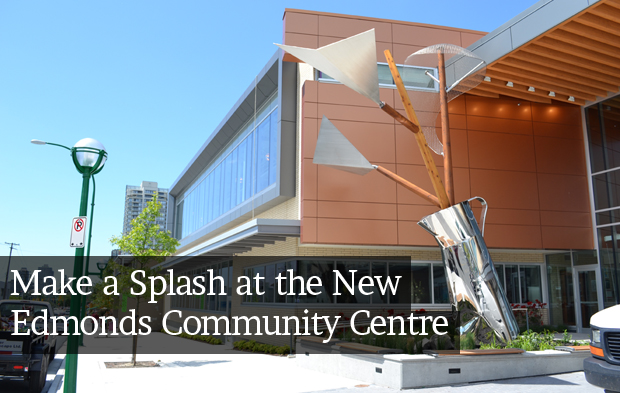 Make a Splash at the New
Edmonds Community Centre